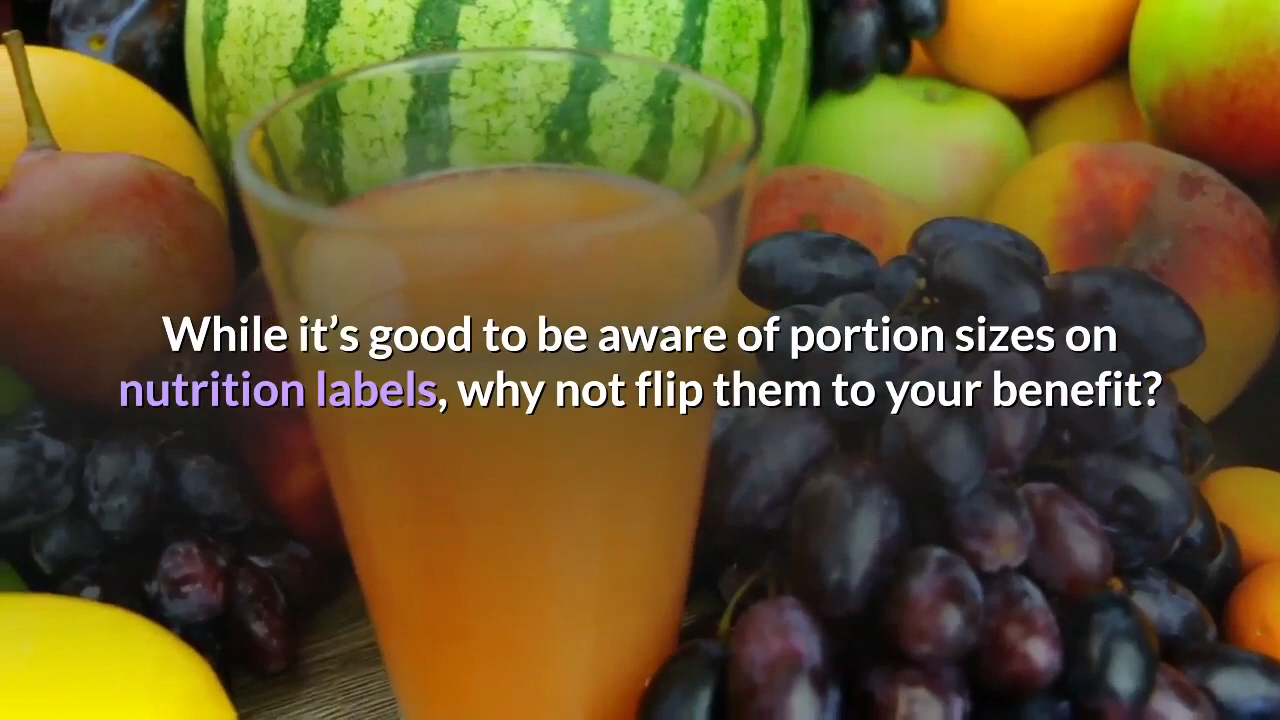 While it’s good to be aware of portion sizes on
nutrition labels, why not flip them to your benefit?